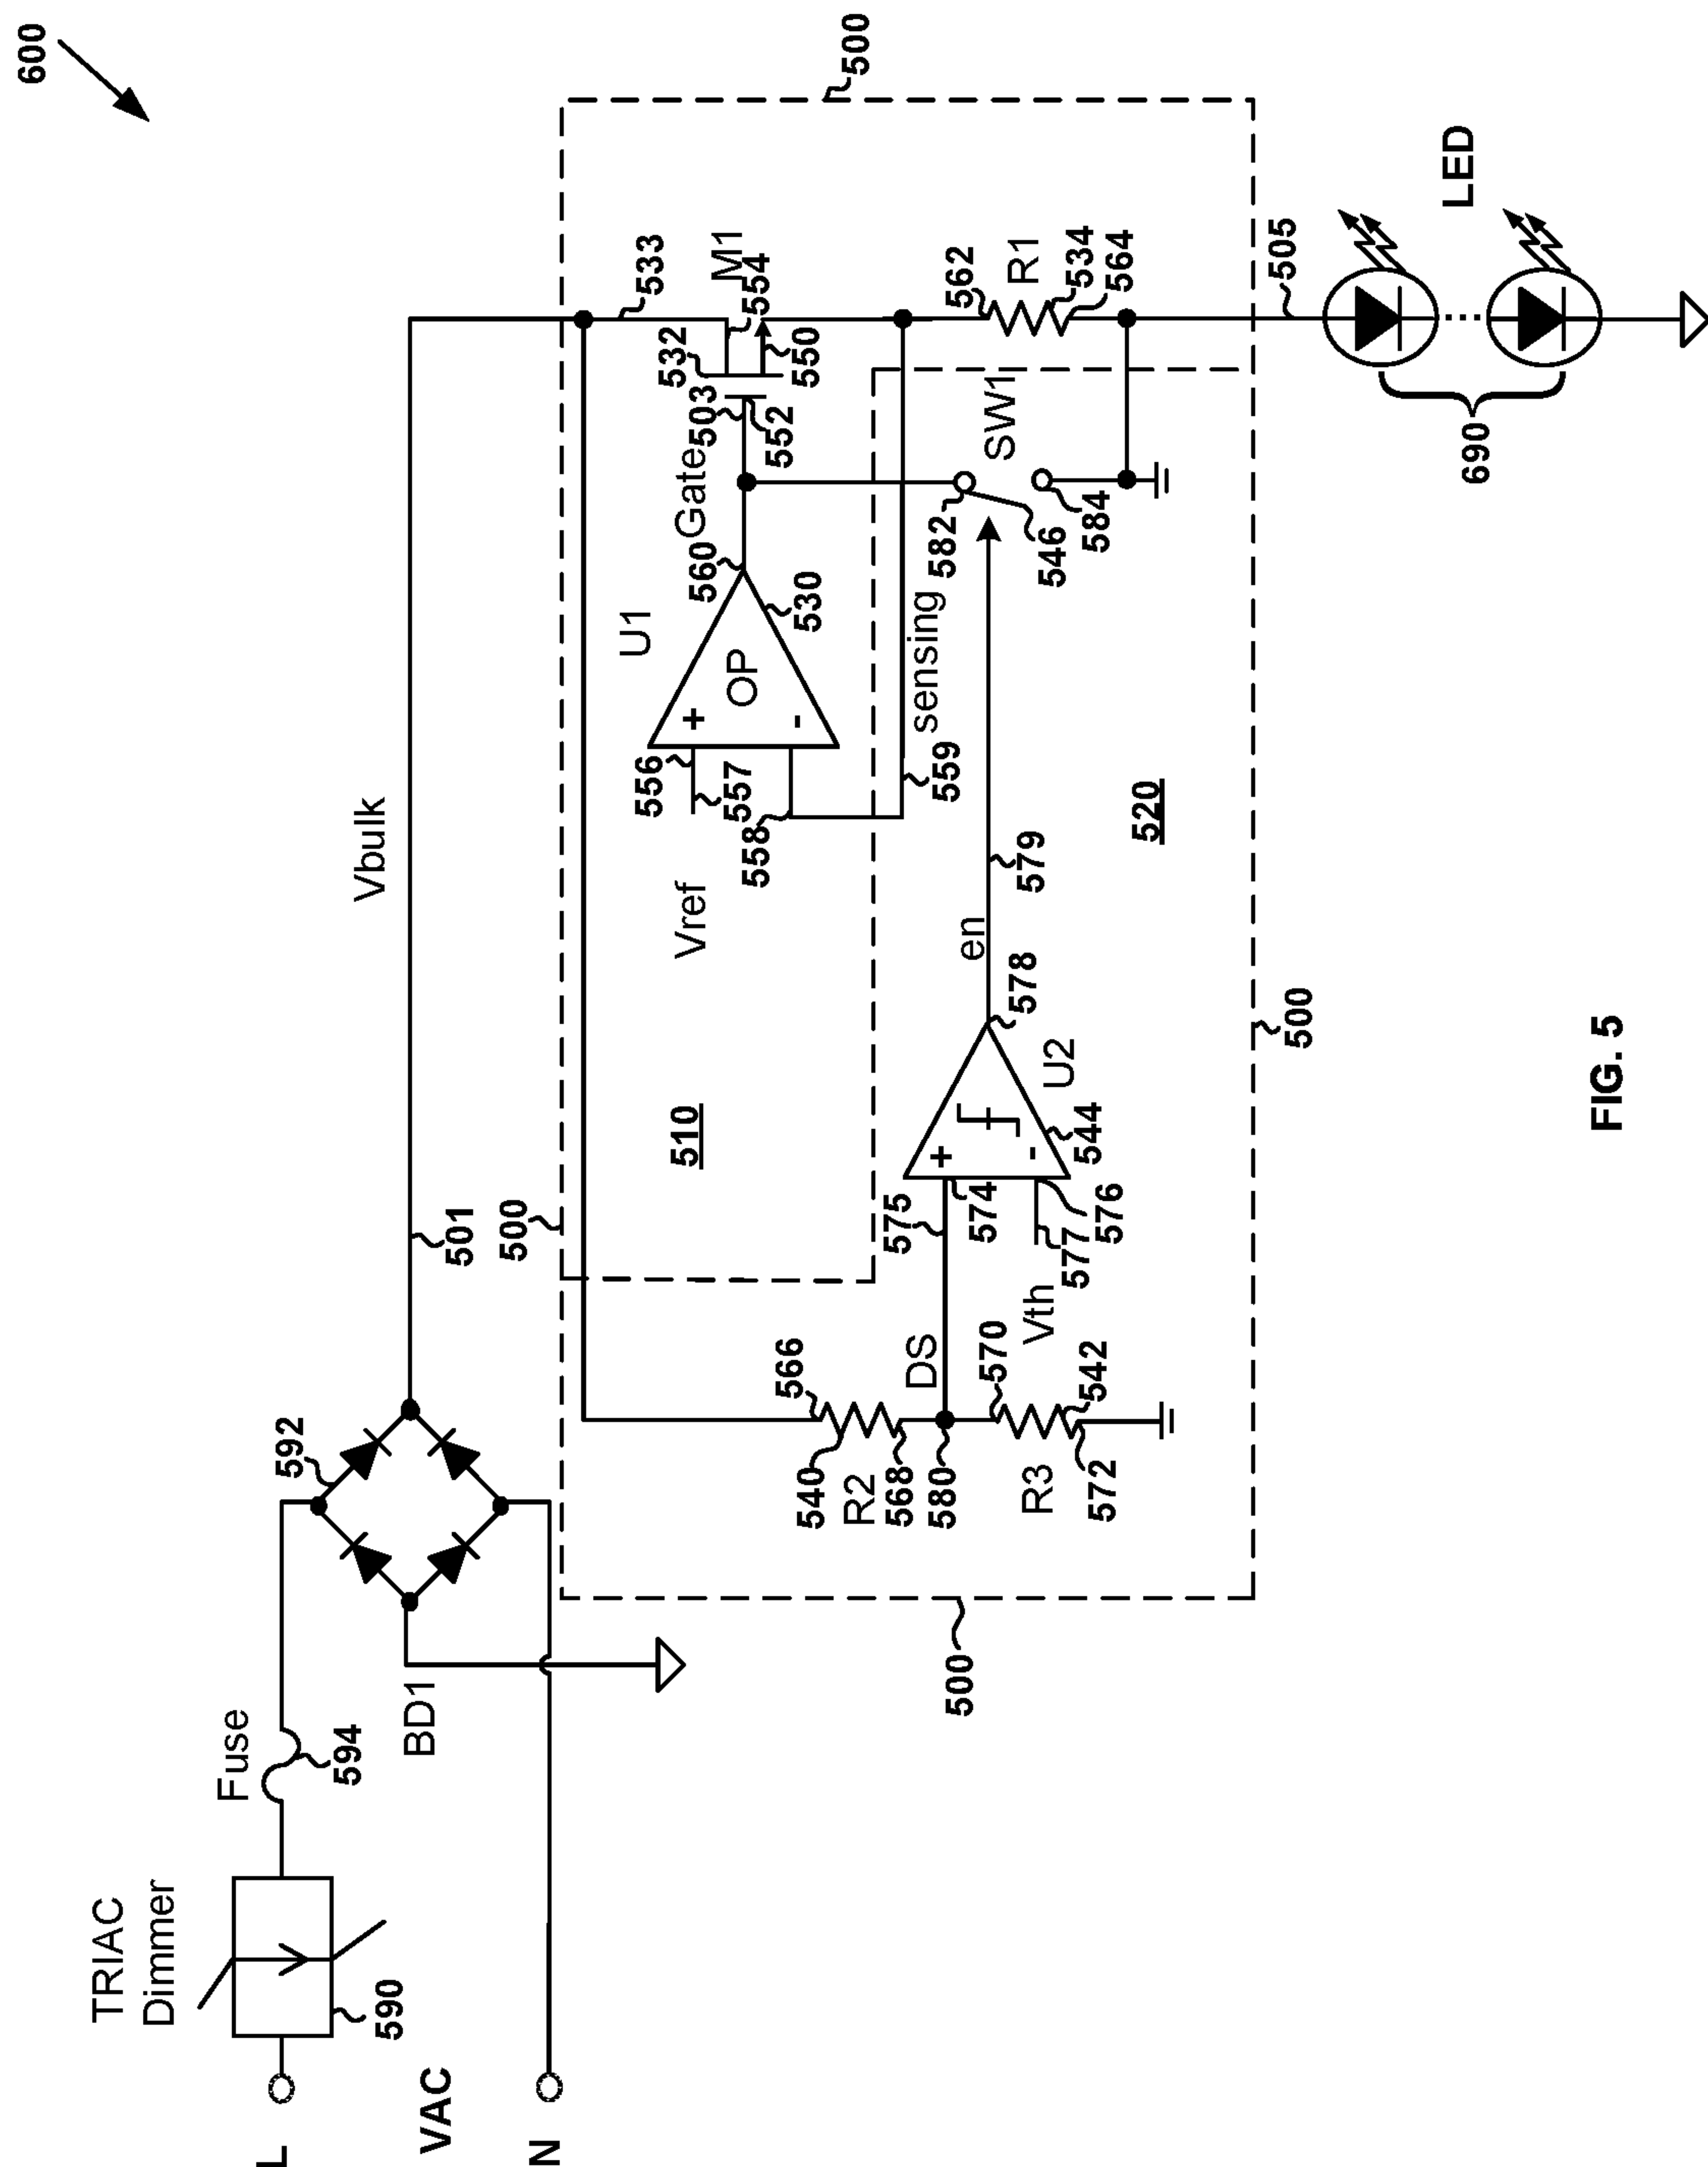 600
TRIAC
Dimmer
590
L
VAC
N
Fuse
594
BD1
592
501
Vbulk
500
500
500
500
510
520
566
540
R2
568
580
DS
570
R3
542
572
575
574
Vth
577
576
+
-
544
U2
578
en
579
Vref
556
557
558
+
-
OP
U1
530
560
Gate
503
552
532
M1
554
550
533
559
sensing
582
SW1
546
584
562
R1
534
564
505
LED
690
FIG. 5